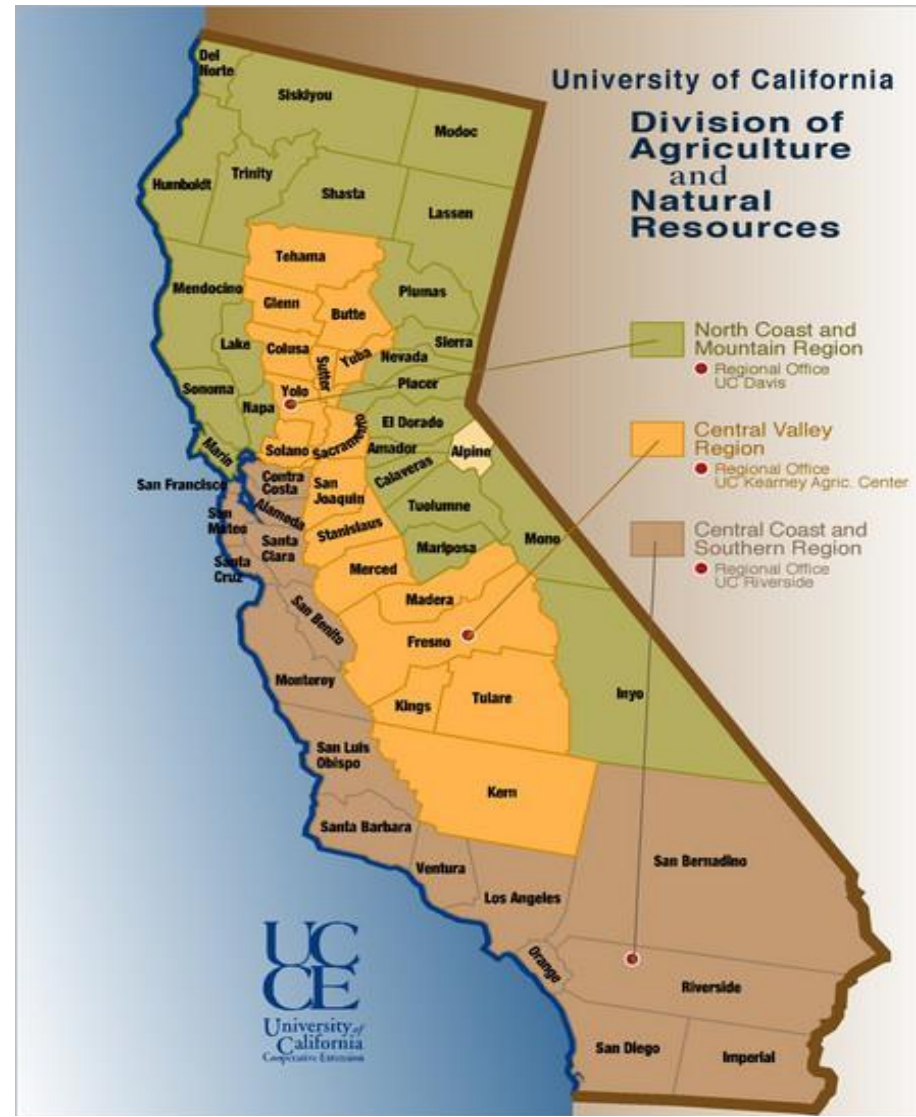 University of California
Division of
Agriculture
and
Natural
Resources
North Coast and
Mountain Region
Regional Office
UC Davis
Central Valley
Region
Regional Office
UC Kearney Agric. Center
Central Coast and
Southern Region
Regional Office
UC Riverside
Del
Norte
Siskiyou
Modoc
Humboldt
Trinity
Shasta
Lassen
Tehama
Mendocino
Glenn
Butte
Plumas
Lake
Colusa
Sutter
Yuba
Nevada
Sierra
Placer
Sonoma
Napa
Yolo
El Dorado
Marin
Solano
Sacramento
Amador
Alpine
San Francisco
Contra
Costa
San
Joaquin
Calaveras
San
Mateo
Alameda
Tuolumne
Mono
Santa
Clara
Stanislaus
Mariposa
Santa
Cruz
Merced
Madera
San Benito
Fresno
Monterey
Kings
Tulare
Inyo
San Luis
Obispo
Kern
Santa Barbara
Ventura
Los Angeles
San Bernadino
Orange
Riverside
San Diego
Imperial
UC
CE
University of
California
Cooperative Extension